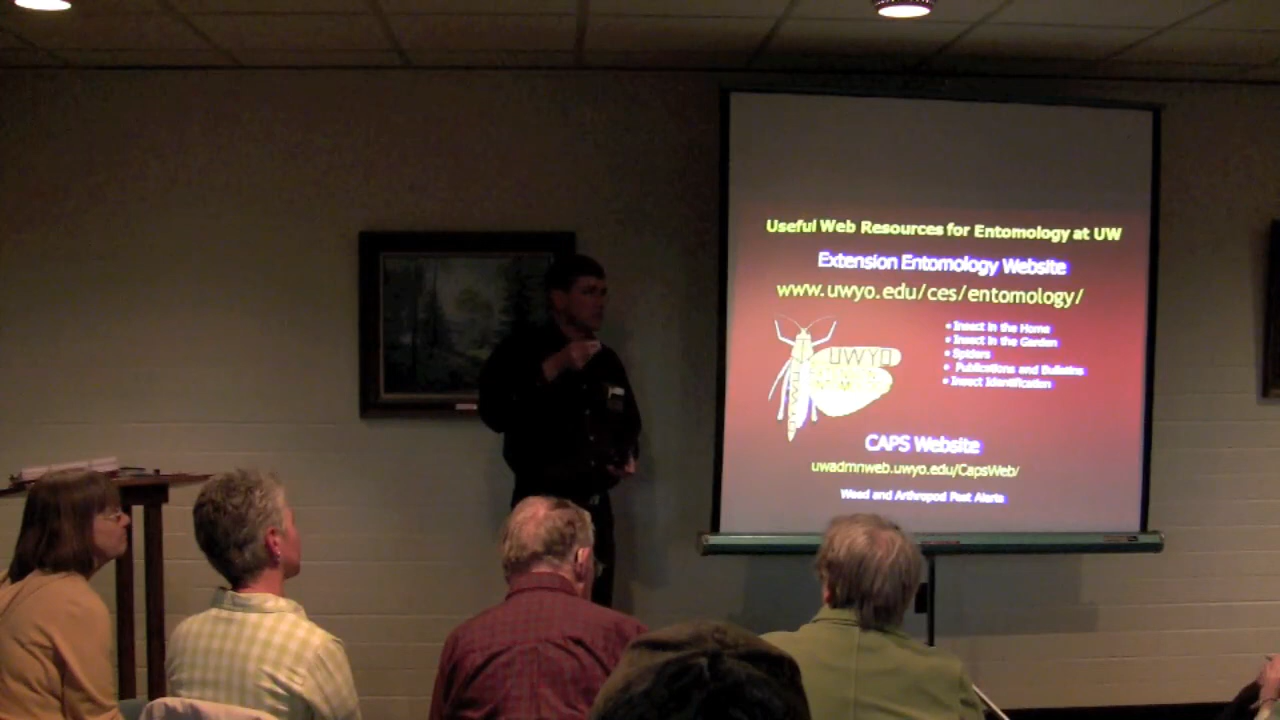 Useful Web Resources for Entomology at UW
Extension Entomology Website
www.uwyo.edu/ces/entomology/
• Insect in the Home
• Insect in the Garden
• Spiders
• Publications and Bulletins
• Insect Identification
UWYO
CAPS Website
uwadmnweb.uwyo.edu/CapsWeb/
Weed and Arthropod Pest Alerts